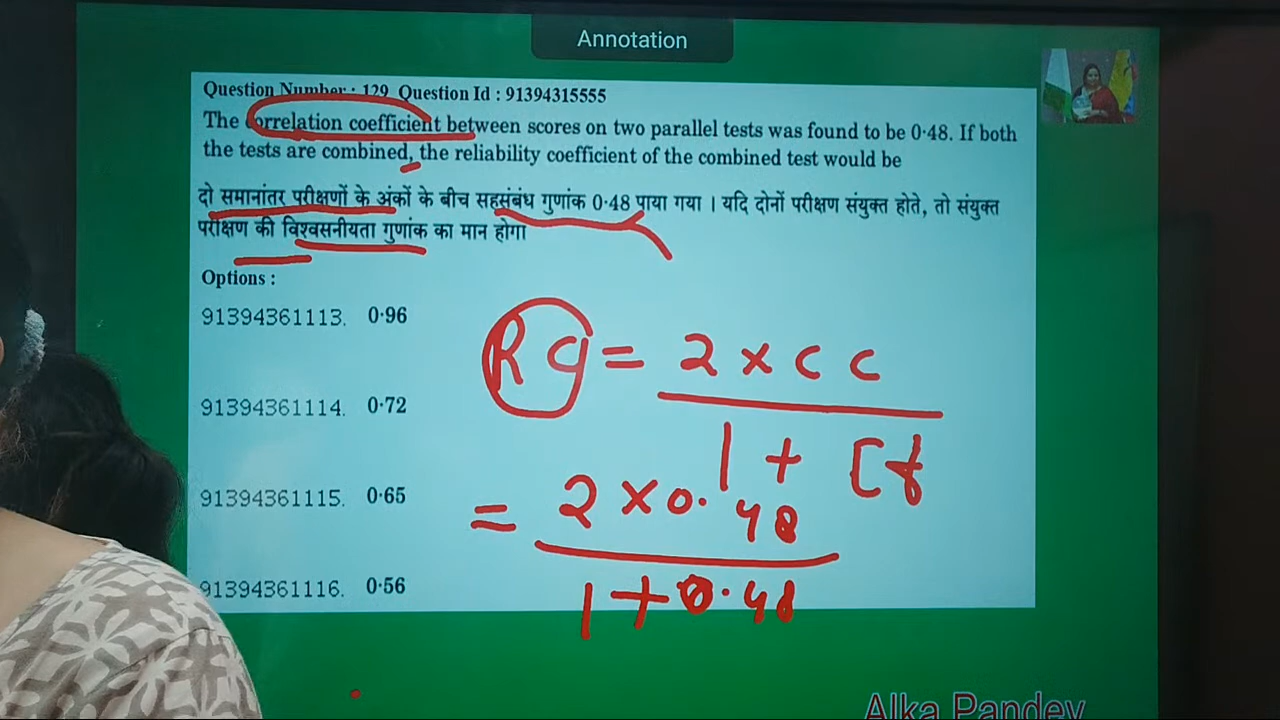 Annotation
Question Number : 129 Question Id : 91394315555
The Correlation coefficient between scores on two parallel tests was found to be 0·48. If both
the tests are combined, the reliability coefficient of the combined test would be
दो समानांतर परीक्षणों के अंकों के बीच सहसंबंध गुणांक 0·48 पाया गया । यदि दोनों परीक्षण संयुक्त होते, तो संयुक्त
परीक्षण की विश्वसनीयता गुणांक का मान होगा
Options :
91394361113. 0·96
91394361114. 0·72
91394361115. 0·65
91394361116. 0·56
= 2 x c c
1 +
= 2 x 0.48
1 + 0.48
Alka Pandey